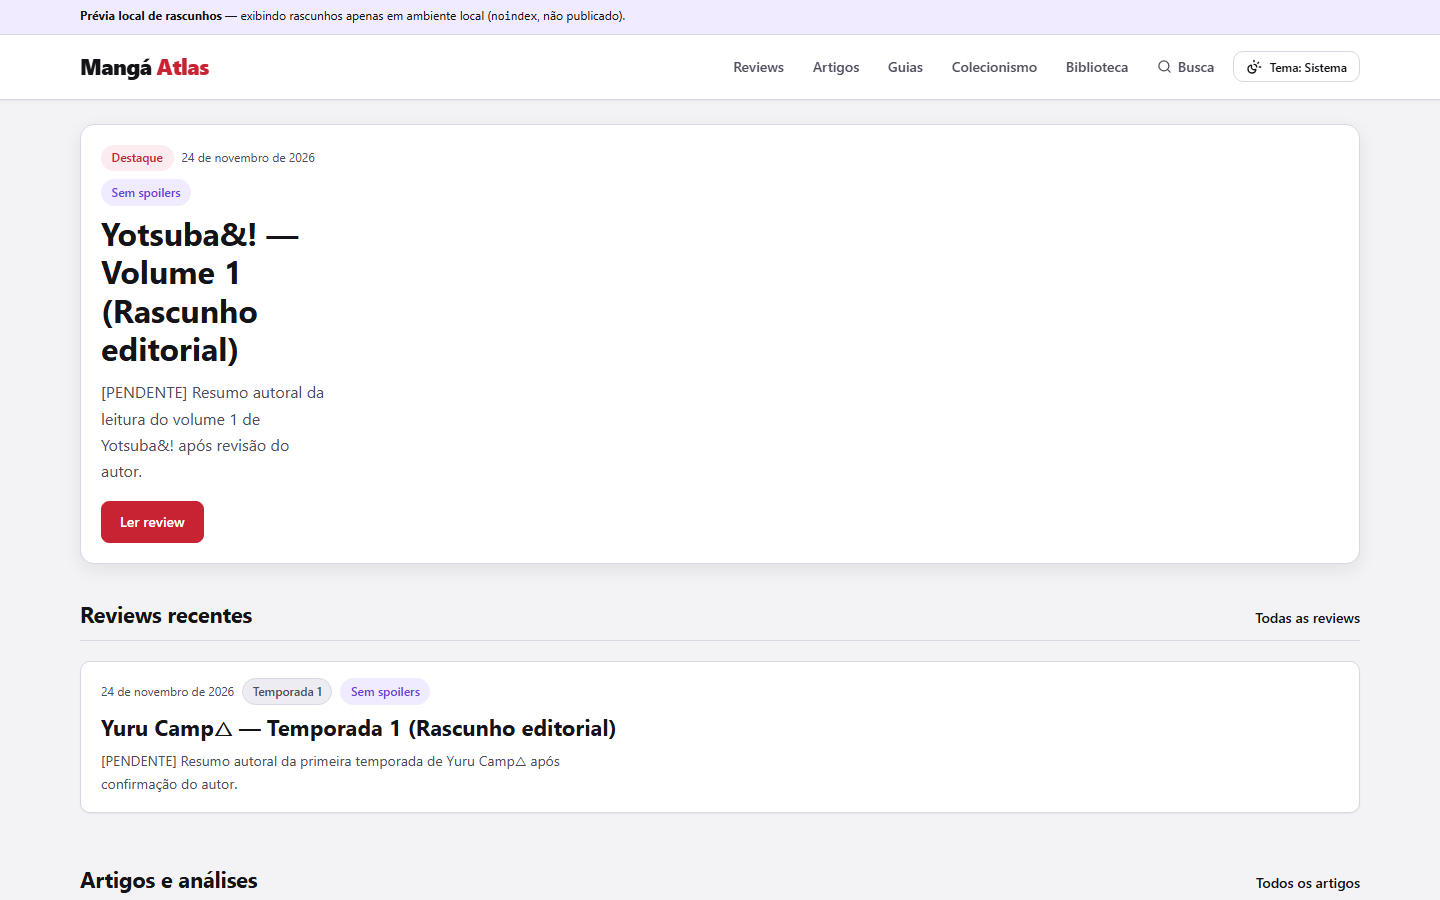 Prévia local de rascunhos — exibindo rascunhos apenas em ambiente local (noindex, não publicado).
Mangá Atlas
Reviews
Artigos
Guias
Colecionismo
Biblioteca
Busca
Tema: Sistema
Destaque 24 de novembro de 2026
Sem spoilers
Yotsuba&! —
Volume 1
(Rascunho
editorial)
[PENDENTE] Resumo autoral da
leitura do volume 1 de
Yotsuba&! após revisão do
autor.
Ler review
Reviews recentes
Todas as reviews
24 de novembro de 2026 Temporada 1 Sem spoilers
Yuru Camp△ — Temporada 1 (Rascunho editorial)
[PENDENTE] Resumo autoral da primeira temporada de Yuru Camp△ após
confirmação do autor.
Artigos e análises
Todos os artigos